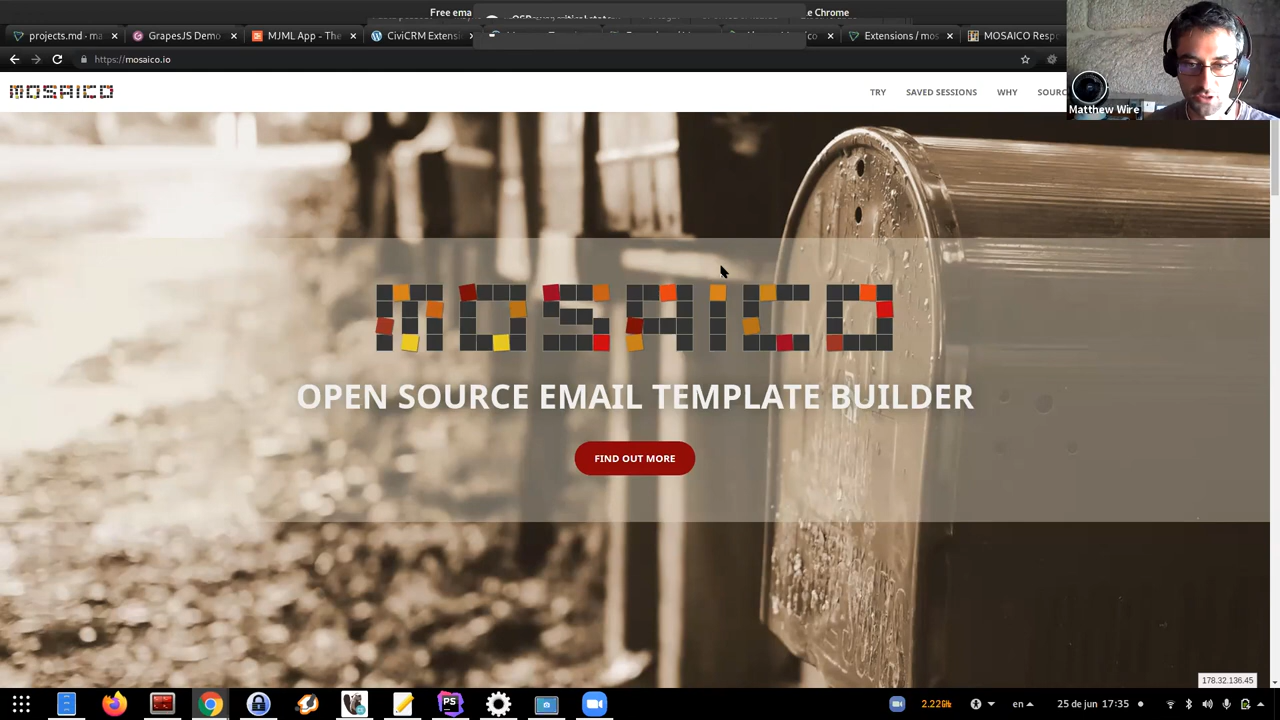 Free ema
e Chrome
projects.md - ma
GrapesJS Demo
MJML App - The
CiviCRM Extensi
Extensions / mos
MOSAICO Resp
https://mosaico.io
MOSAICO
TRY
SAVED SESSIONS
WHY
SOURC
Matthew Wire
MOSAICO
OPEN SOURCE EMAIL TEMPLATE BUILDER
FIND OUT MORE
178.32.136.45
PS
2.22GHz
en
25 de jun 17:35